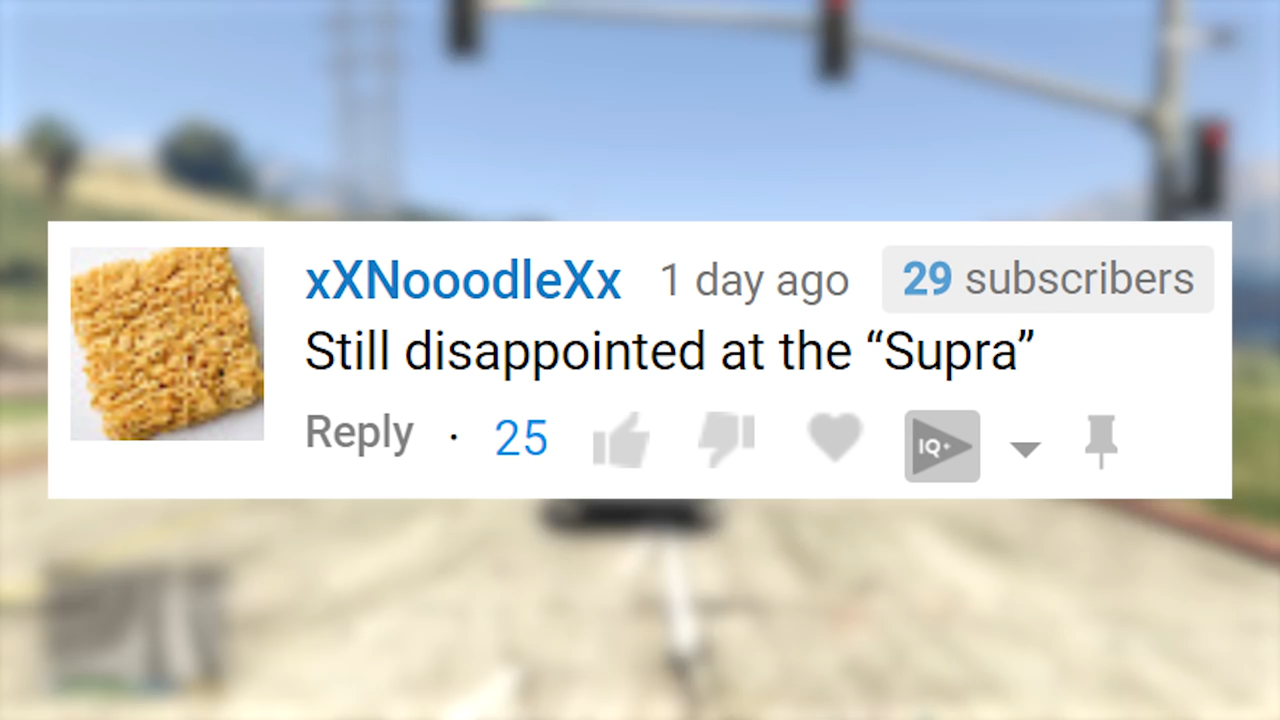 xXNooodleXx 1 day ago 29 subscribers
Still disappointed at the “Supra”
Reply · 25 IQ+